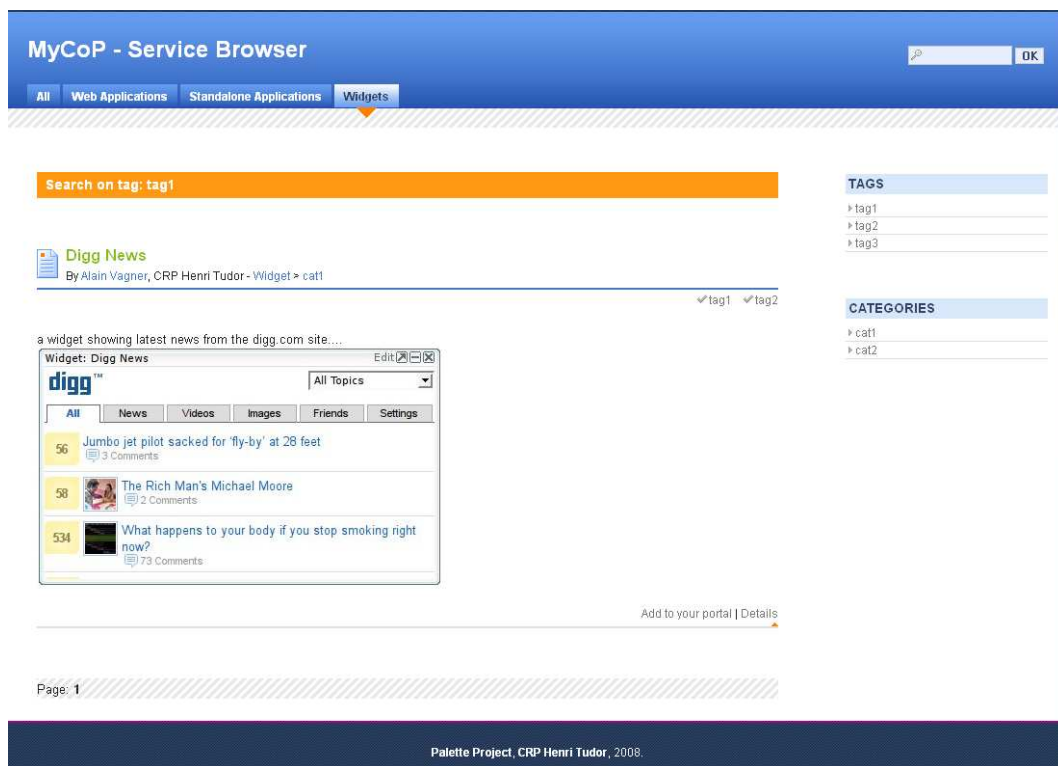 MyCoP - Service Browser
OK
All Web Applications Standalone Applications Widgets
Search on tag: tag1
Digg News
By Alain Vagner, CRP Henri Tudor - Widget > cat1
tag1 tag2
a widget showing latest news from the digg.com site....
Widget: Digg News Edit
digg™ All Topics
All News Videos Images Friends Settings
56 Jumbo jet pilot sacked for 'fly-by' at 28 feet
3 Comments
58 The Rich Man's Michael Moore
2 Comments
534 What happens to your body if you stop smoking right
now?
73 Comments
Add to your portal | Details
Page: 1
TAGS
tag1
tag2
tag3
CATEGORIES
cat1
cat2
Palette Project, CRP Henri Tudor, 2008.